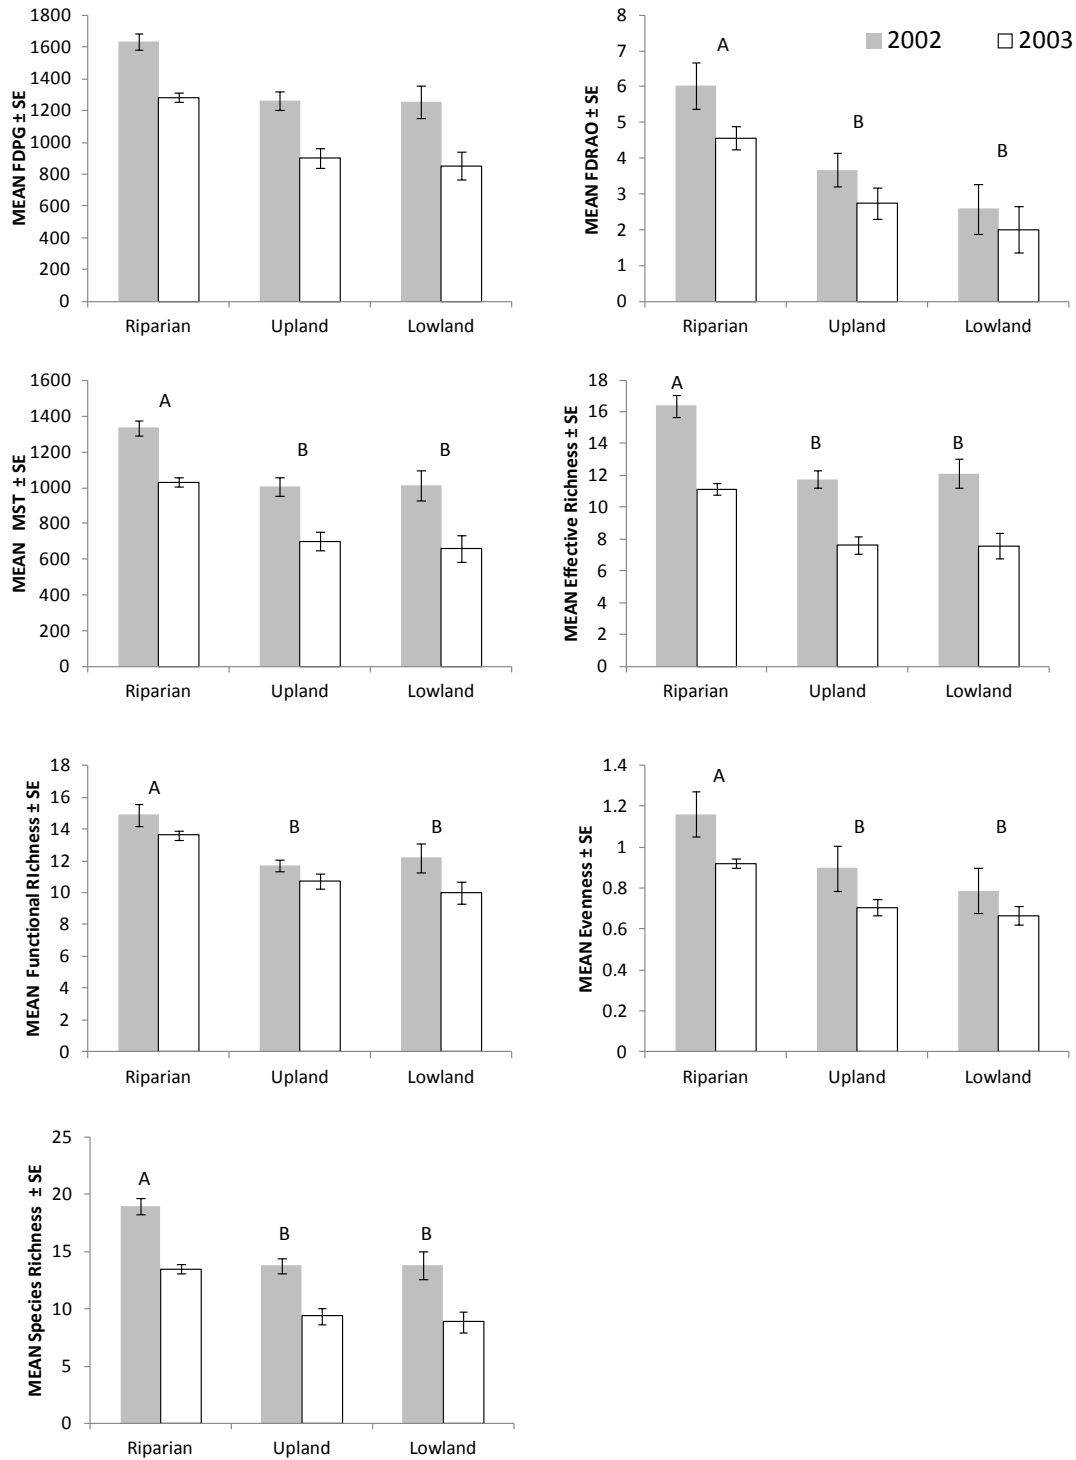 MEAN FDPG ± SE
1800
1600
1400
1200
1000
800
600
400
200
0
Riparian Upland Lowland
MEAN FDRAO ± SE
8
7
6
5
4
3
2
1
0
A
B
B
2002 2003
Riparian Upland Lowland
MEAN MST ± SE
1600
1400
1200
1000
800
600
400
200
0
A
B
B
Riparian Upland Lowland
MEAN Effective Richness ± SE
18
16
14
12
10
8
6
4
2
0
A
B
B
Riparian Upland Lowland
MEAN Functional RIchness ± SE
18
16
14
12
10
8
6
4
2
0
A
B
B
Riparian Upland Lowland
MEAN Evenness ± SE
1.4
1.2
1
0.8
0.6
0.4
0.2
0
A
B
B
Riparian Upland Lowland
MEAN Species Richness ± SE
25
20
15
10
5
0
A
B
B
Riparian Upland Lowland